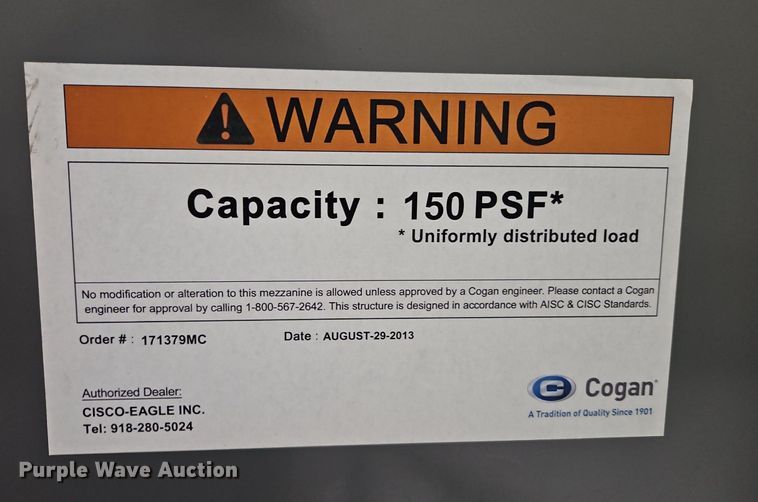 WARNING
Capacity : 150 PSF*
* Uniformly distributed load
No modification or alteration to this mezzanine is allowed unless approved by a Cogan engineer. Please contact a Cogan
engineer for approval by calling 1-800-567-2642. This structure is designed in accordance with AISC & CISC Standards.
Order # : 171379MC Date : AUGUST-29-2013
Authorized Dealer:
CISCO-EAGLE INC.
Tel: 918-280-5024
C Cogan
A Tradition of Quality Since 1901
Purple Wave Auction